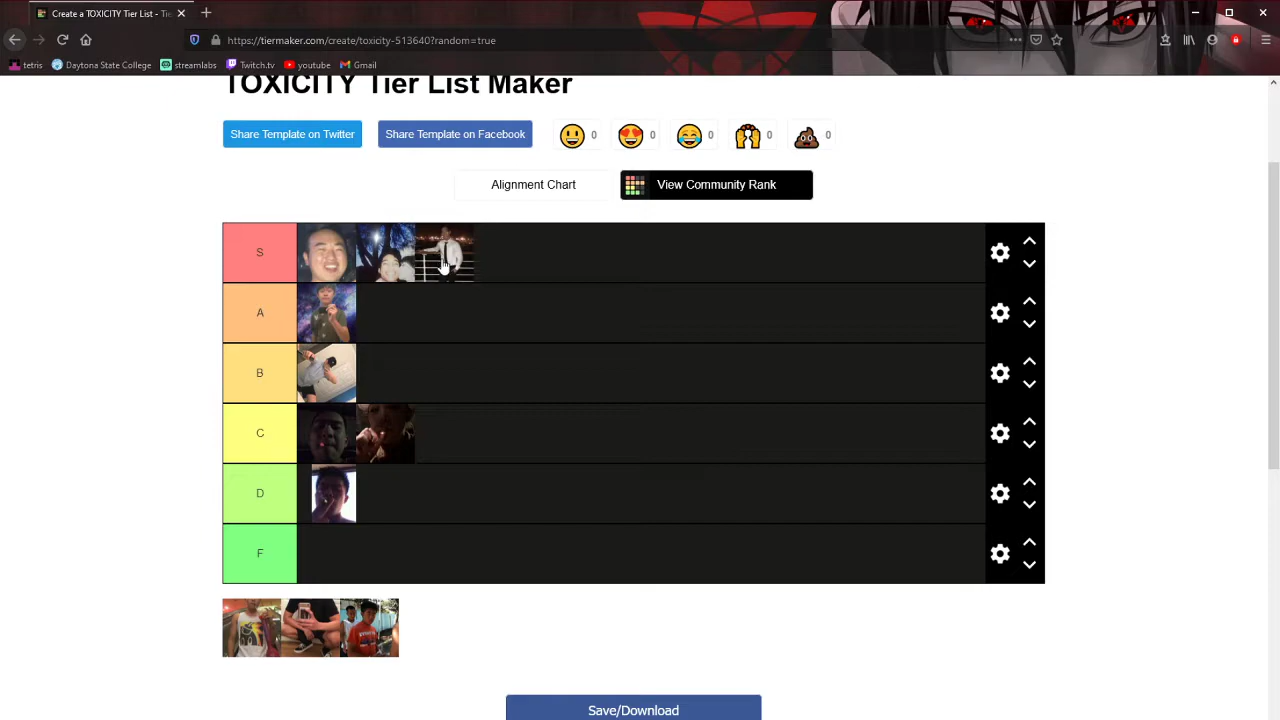 Create a TOXICITY Tier List - Tie
https://tiermaker.com/create/toxicity-513640?random=true
tetris Daytona State College streamlabs Twitch.tv youtube Gmail
TOXICITY Tier List Maker
Share Template on Twitter Share Template on Facebook 0 0 0 0 0
Alignment Chart View Community Rank
S
A
B
C
D
F
Save/Download